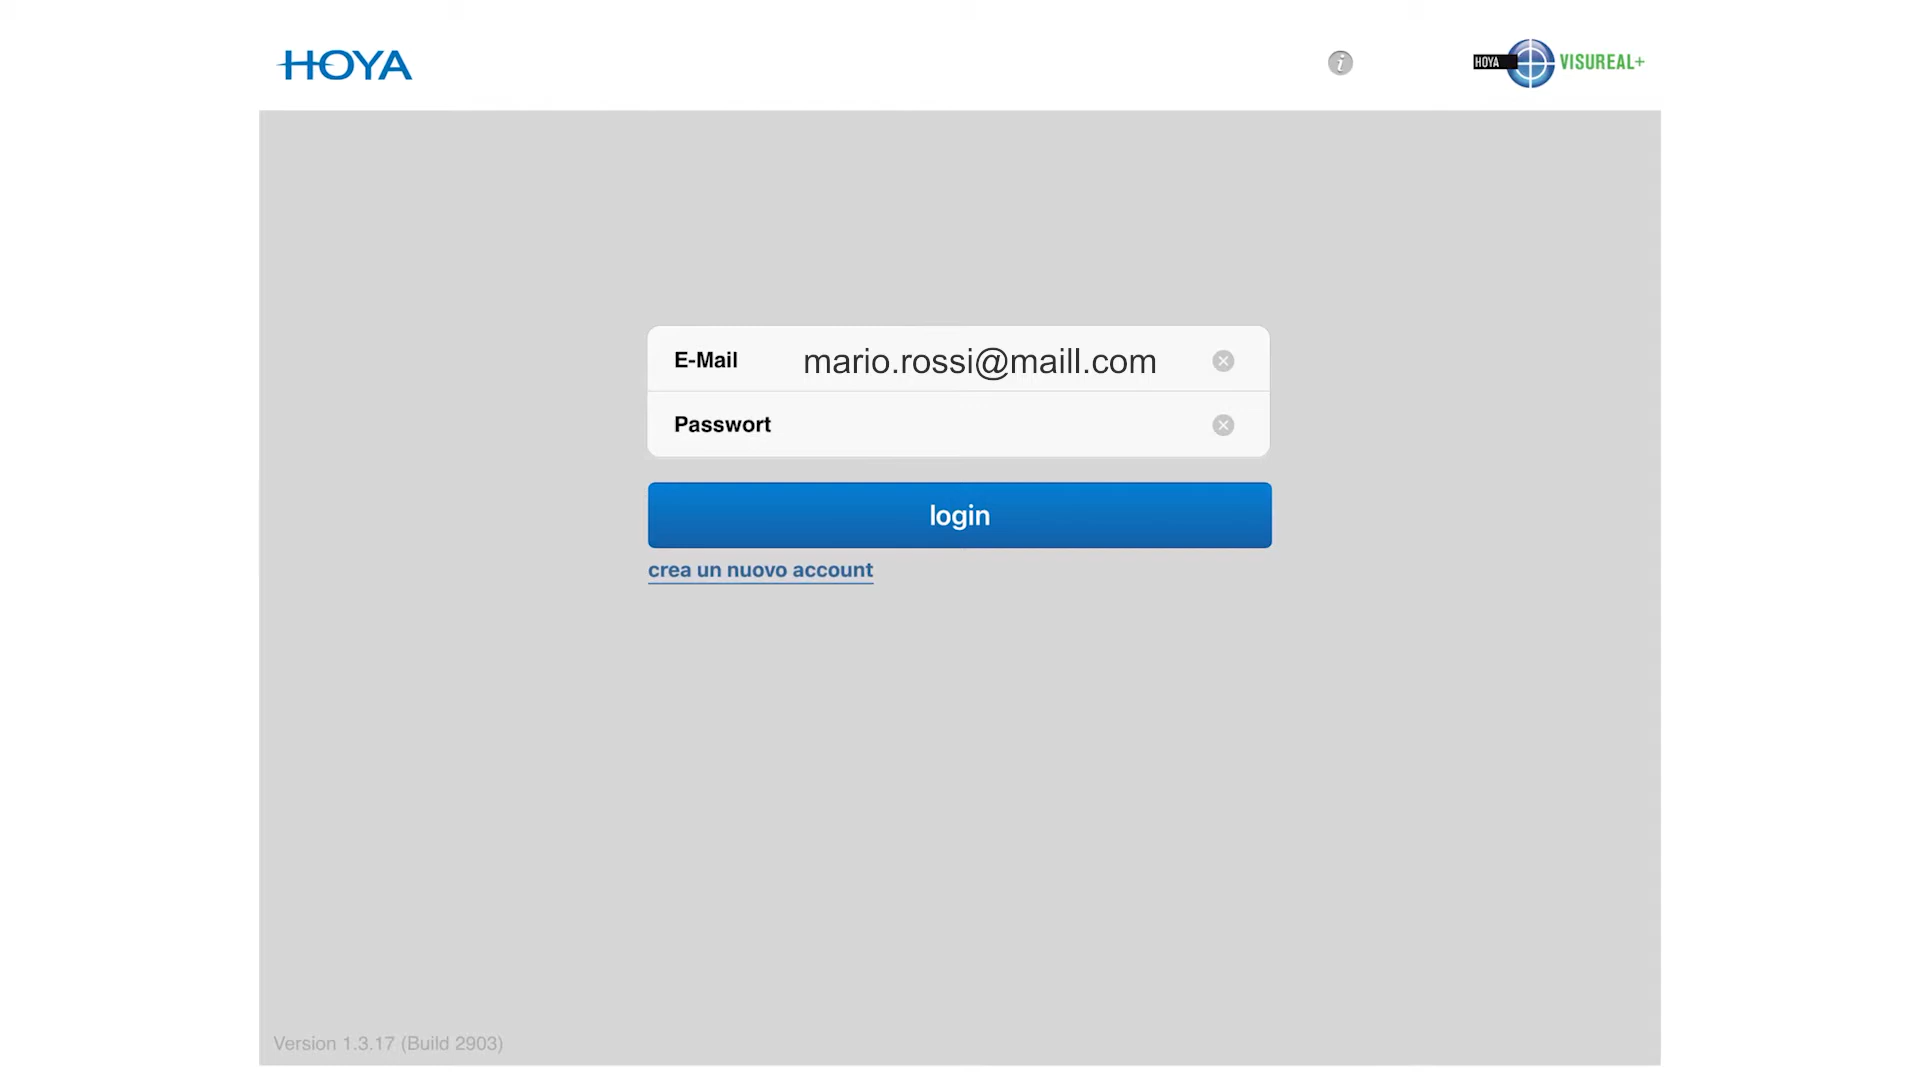 HOYA
i
HOYA VISUREAL+
E-Mail mario.rossi@maill.com
Passwort
login
crea un nuovo account
Version 1.3.17 (Build 2903)